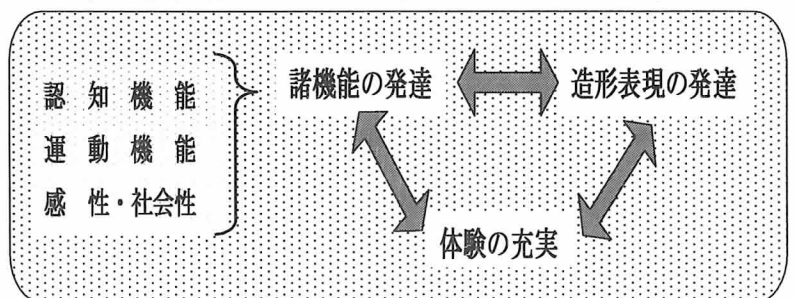 認知機能
運動機能
感性・社会性
諸機能の発達
造形表現の発達
体験の充実